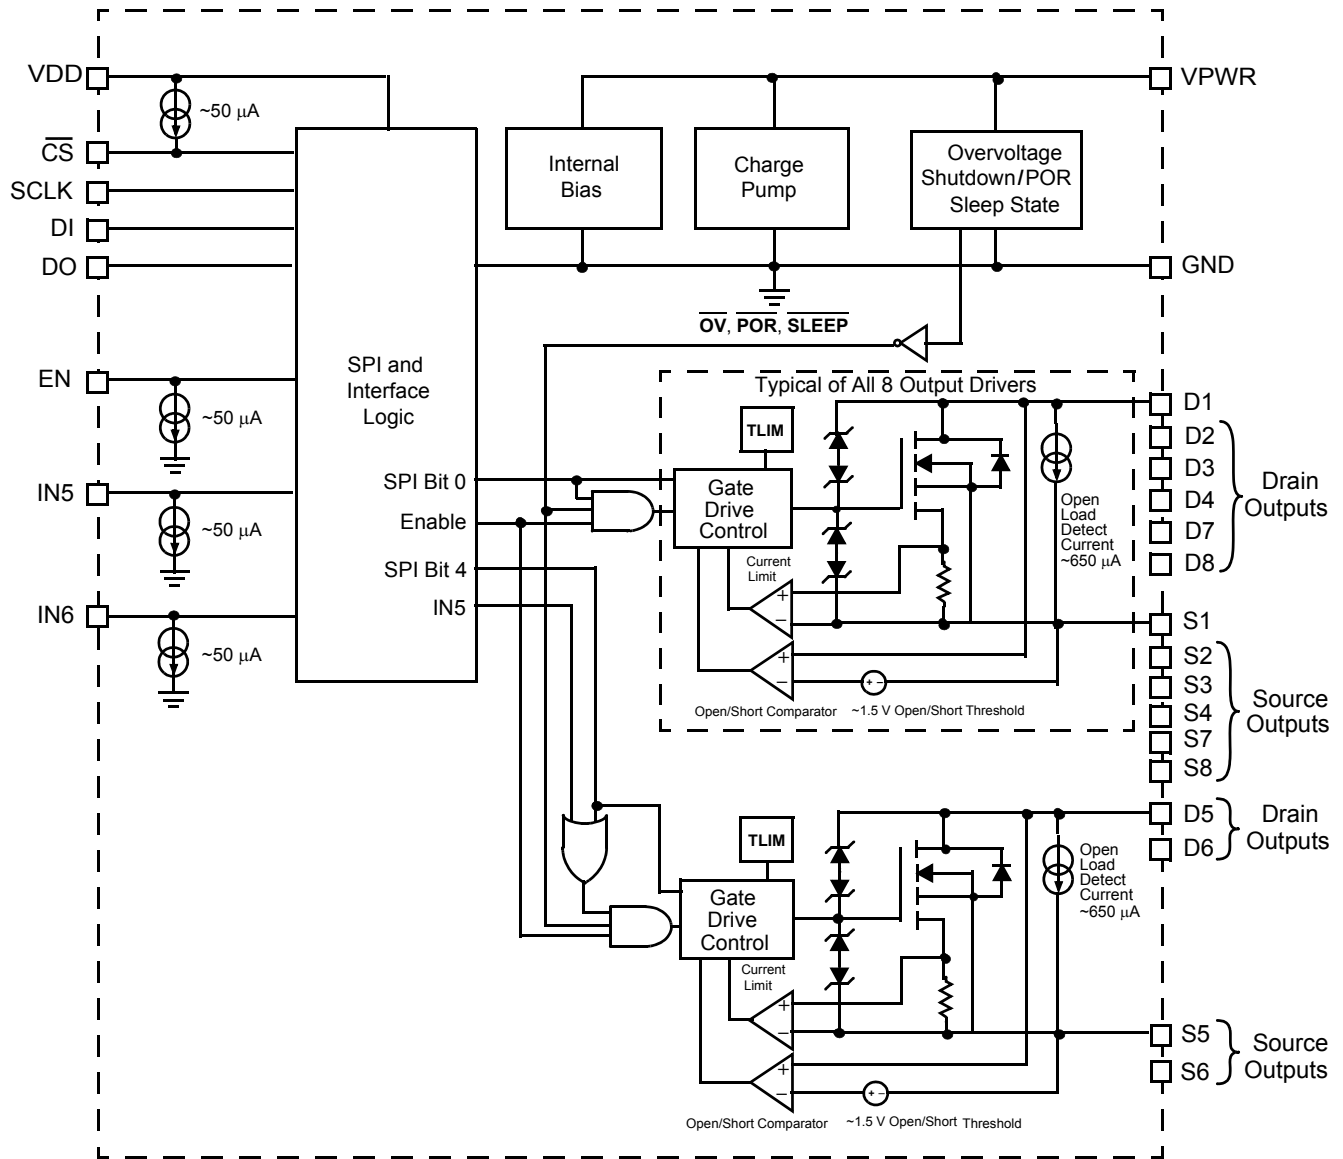 VDD
~50 μA
CS
SCLK
DI
DO
EN
~50 μA
IN5
~50 μA
IN6
~50 μA
SPI and
Interface
Logic
SPI Bit 0
Enable
SPI Bit 4
IN5
Internal
Bias
Charge
Pump
Overvoltage
Shutdown/POR
Sleep State
VPWR
GND
OV, POR, SLEEP
Typical of All 8 Output Drivers
TLIM
Gate
Drive
Control
Current
Limit
+
−
+
−
+ −
Open
Load
Detect
Current
~650 μA
Open/Short Comparator
~1.5 V Open/Short Threshold
D1
D2
D3
D4
D7
D8
Drain
Outputs
S1
S2
S3
S4
S7
S8
Source
Outputs
TLIM
Gate
Drive
Control
Current
Limit
+
−
+
−
+ −
Open
Load
Detect
Current
~650 μA
Open/Short Comparator
~1.5 V Open/Short Threshold
D5
D6
Drain
Outputs
S5
S6
Source
Outputs